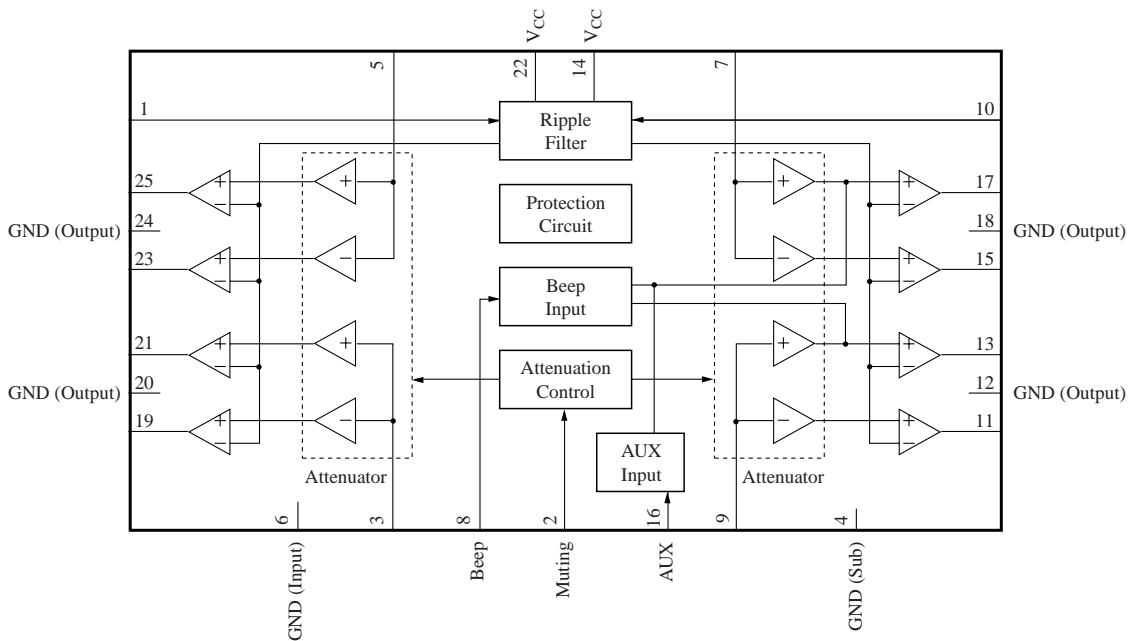 V_CC
V_CC
5
22
14
7
1
Ripple
Filter
10
+
+
+
+
25
−
−
17
GND (Output)
24
Protection
Circuit
18
GND (Output)
+
−
−
+
23
−
−
15
Beep
Input
+
+
+
+
21
−
−
13
GND (Output)
20
Attenuation
Control
12
GND (Output)
+
−
−
+
19
−
−
11
Attenuator
AUX
Input
Attenuator
6
3
8
2
16
9
4
GND (Input)
Beep
Muting
AUX
GND (Sub)